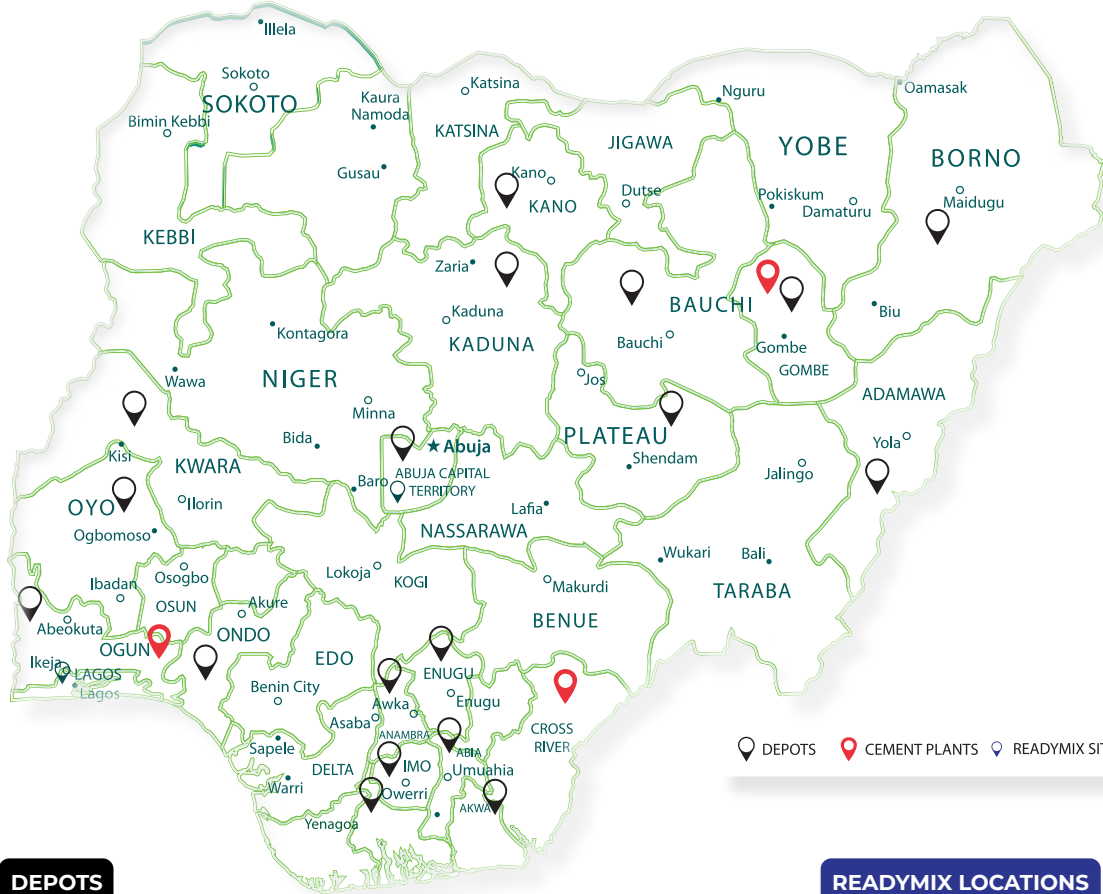 Illela
Sokoto
SOKOTO
Bimin Kebbi
Kaura
Namoda
Gusau
KEBBI
Katsina
KATSINA
Kano
KANO
JIGAWA
Dutse
Nguru
YOBE
Pokiskum
Damaturu
Oamasak
BORNO
Maidugu
Biu
Zaria
Kaduna
KADUNA
BAUCHI
Bauchi
Gombe
GOMBE
ADAMAWA
Yola
Kontagora
Wawa
NIGER
Minna
Bida
Baro
Abuja
ABUJA CAPITAL
TERRITORY
Jos
PLATEAU
Shendam
Jalingo
Kisi
KWARA
Ilorin
OYO
Ogbomoso
Lafia
NASSARAWA
Wukari
Bali
TARABA
Ibadan
Osogbo
OSUN
Lokoja
KOGI
Makurdi
BENUE
Abeokuta
OGUN
Akure
ONDO
Ikeja
LAGOS
Lagos
EDO
Benin City
ENUGU
Enugu
Asaba
Awka
ANAMBRA
CROSS
RIVER
Sapele
DELTA
Warri
IMO
Owerri
ABIA
Umuahia
Yenagoa
AKWA
DEPOTS
CEMENT PLANTS
READYMIX SIT
DEPOTS
READYMIX LOCATIONS